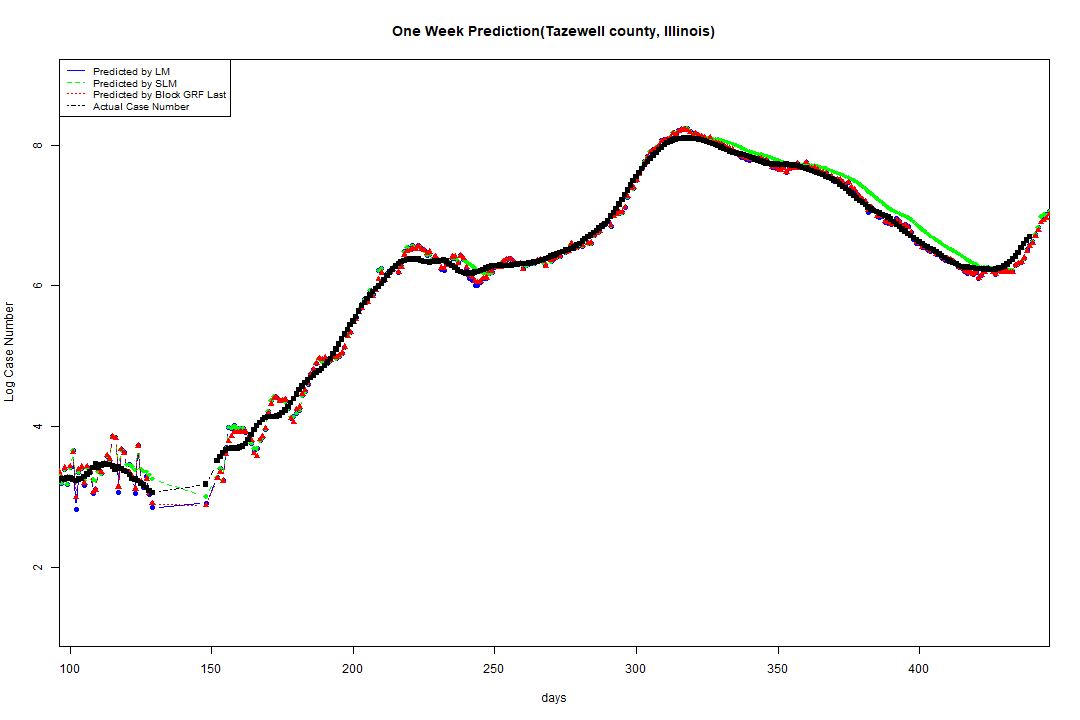 One Week Prediction(Tazewell county, Illinois)
Predicted by LM
Predicted by SLM
Predicted by Block GRF Last
Actual Case Number
8
6
4
2
Log Case Number
100 150 200 250 300 350 400
days